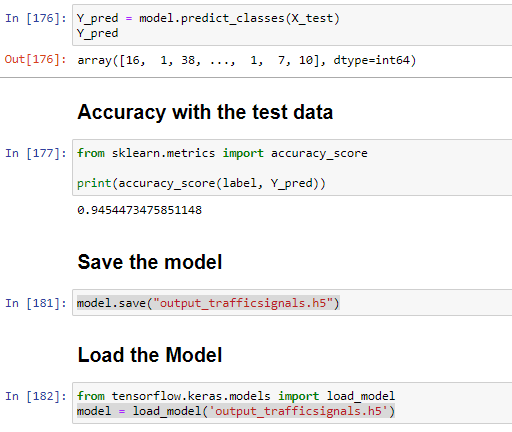 In [176]: Y_pred = model.predict_classes(X_test)
Y_pred
Out[176]: array([16, 1, 38, ..., 1, 7, 10], dtype=int64)
Accuracy with the test data
In [177]: from sklearn.metrics import accuracy_score
print(accuracy_score(label, Y_pred))
0.9454473475851148
Save the model
In [181]: model.save("output_trafficsignals.h5")
Load the Model
In [182]: from tensorflow.keras.models import load_model
model = load_model('output_trafficsignals.h5')